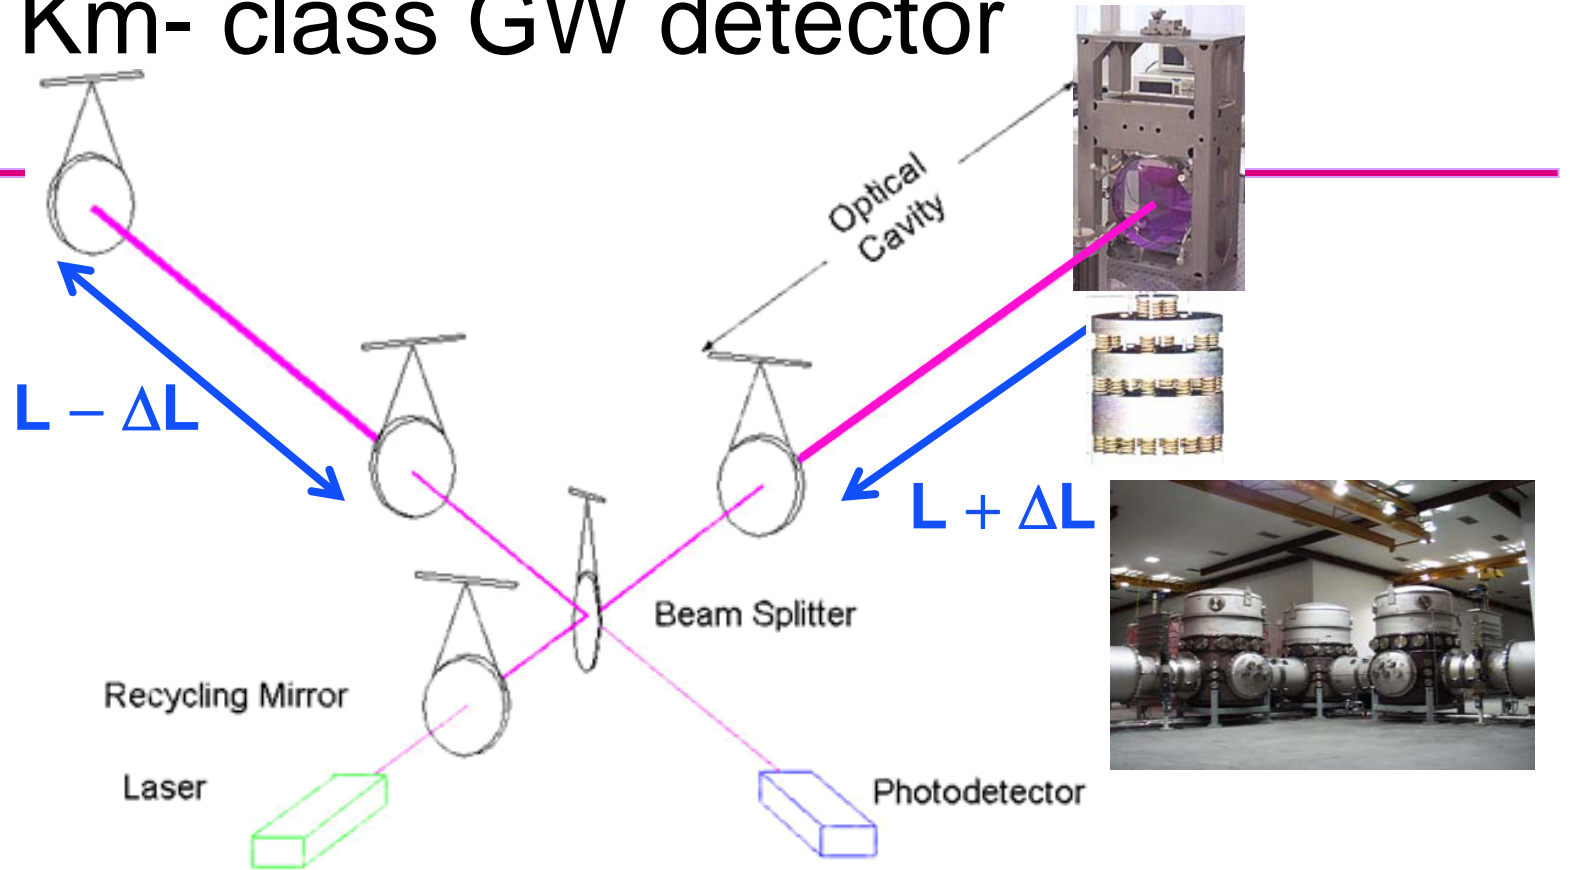 Km- class GW detector
Optical
Cavity
L − ΔL
L + ΔL
Beam Splitter
Recycling Mirror
Laser
Photodetector